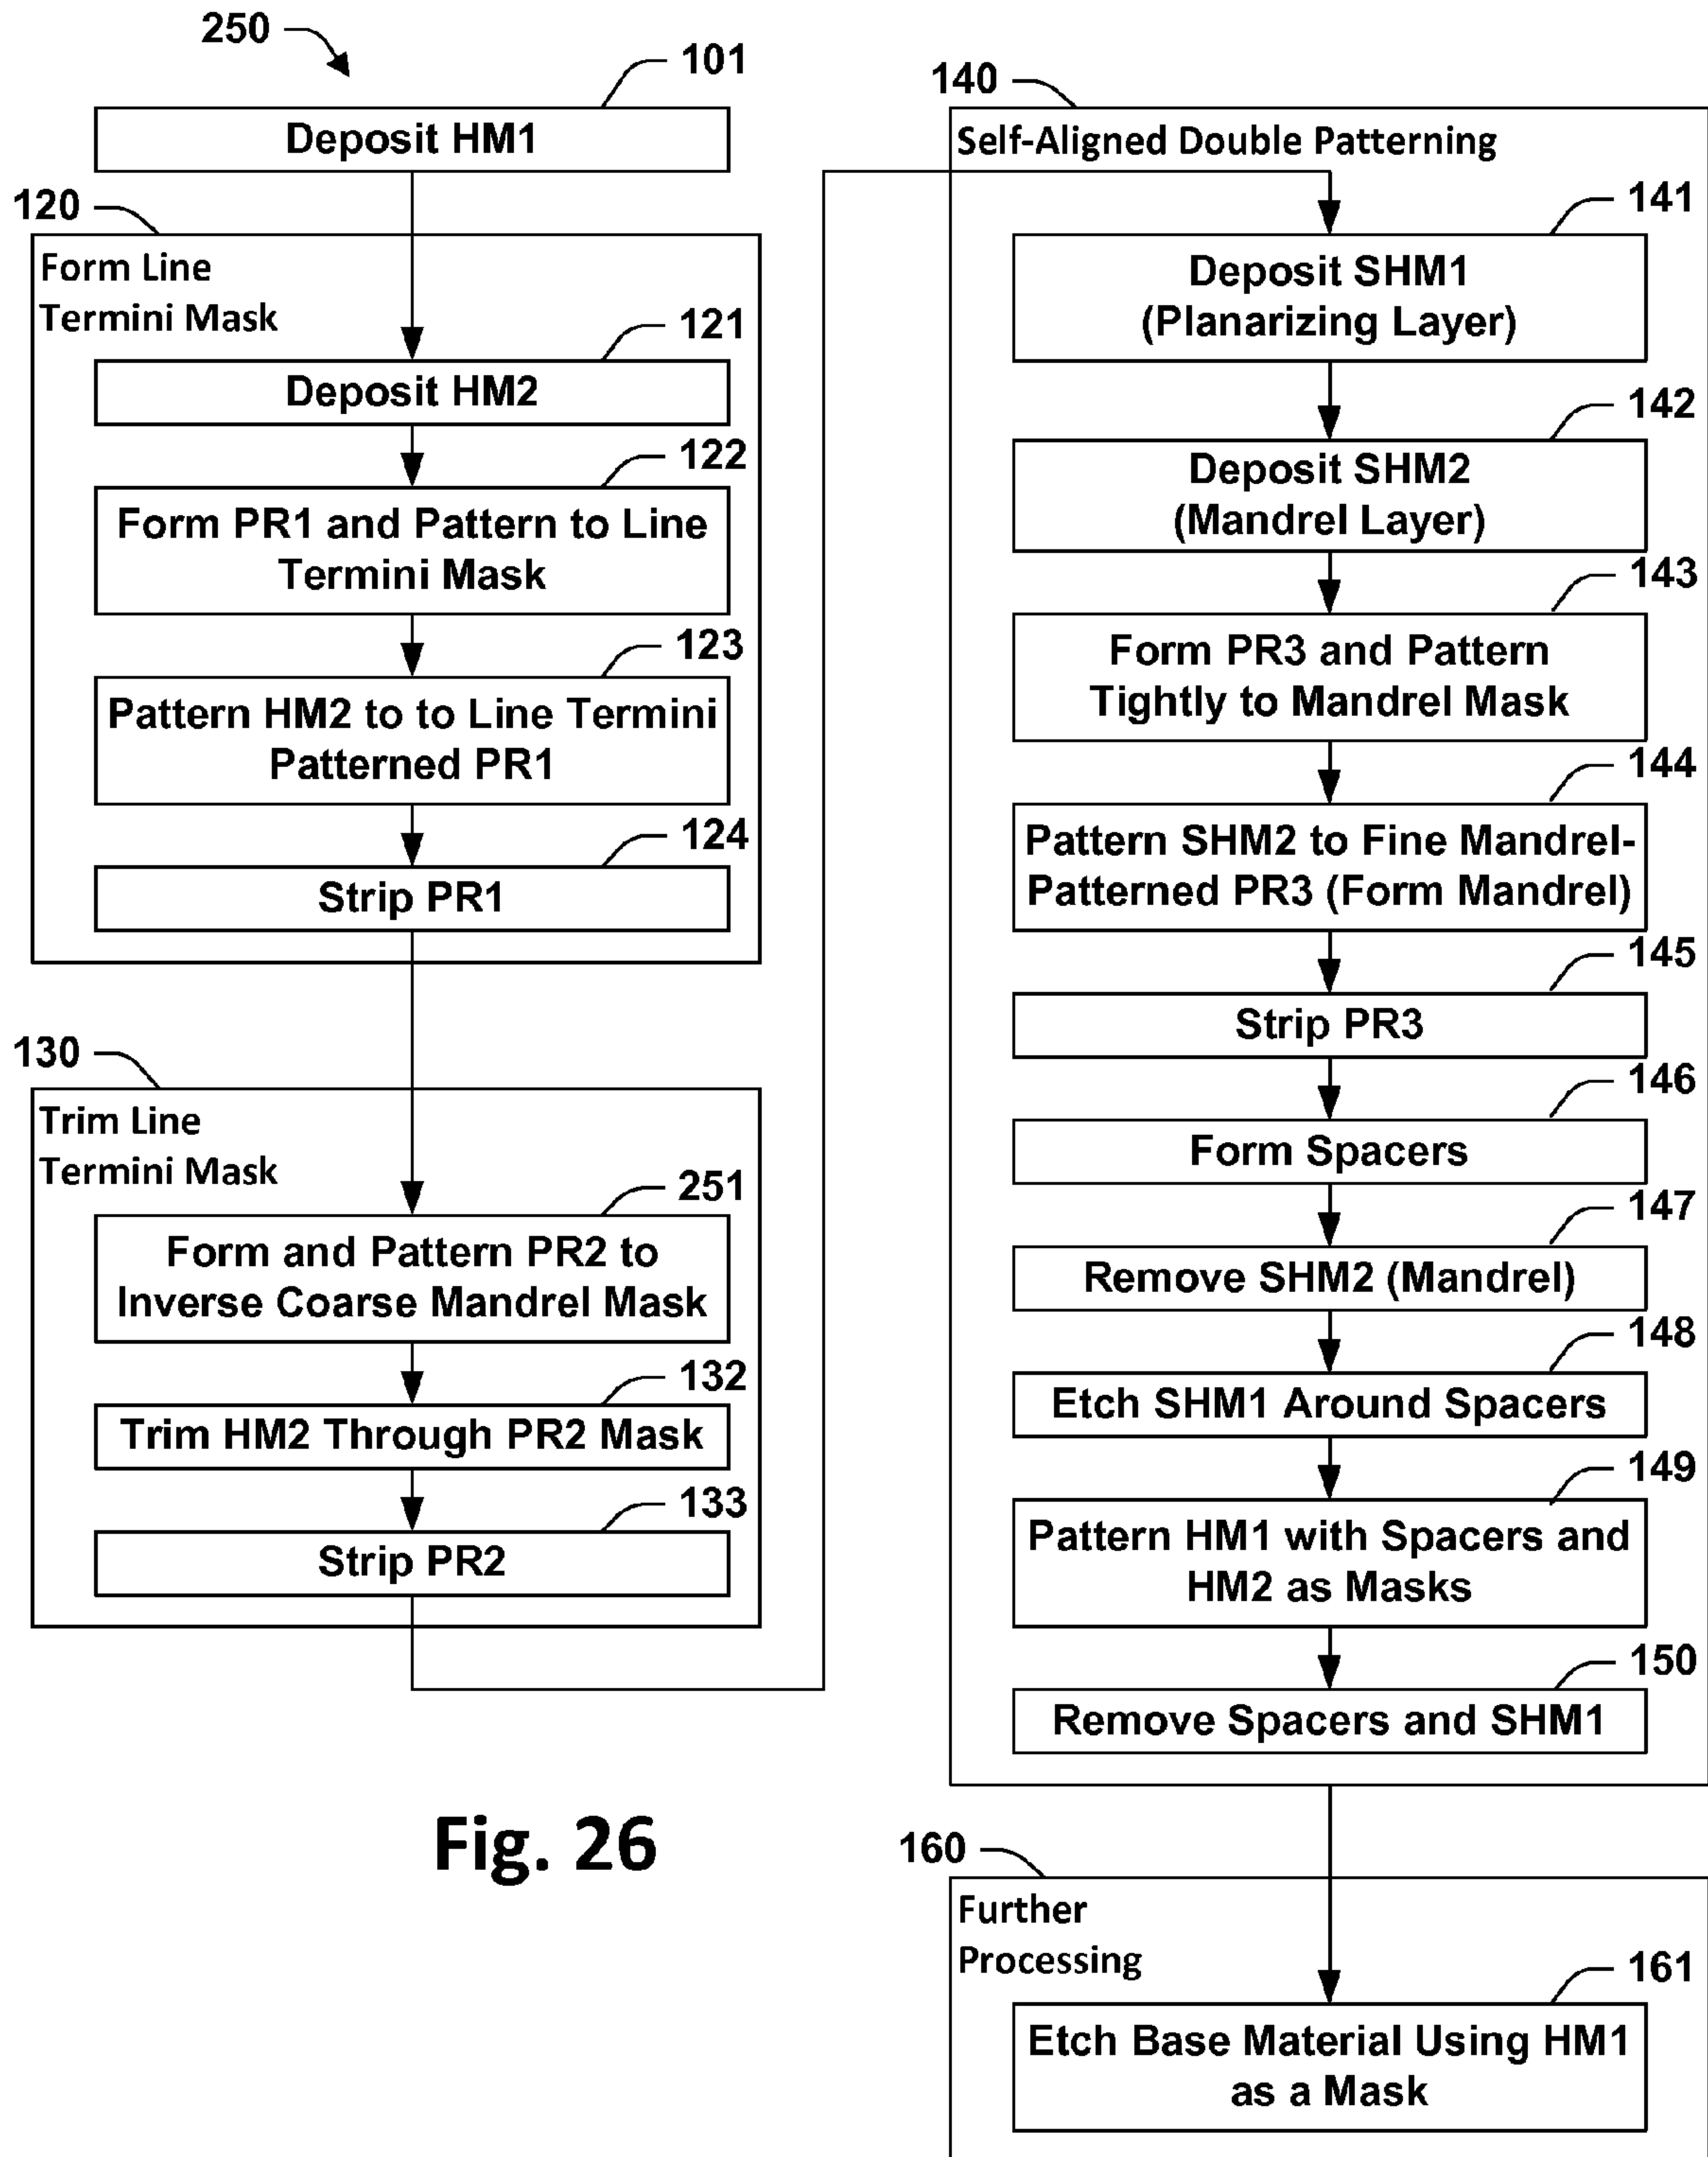 250
101
Deposit HM1
120
Form Line
Termini Mask
121
Deposit HM2
122
Form PR1 and Pattern to Line
Termini Mask
123
Pattern HM2 to to Line Termini
Patterned PR1
124
Strip PR1
130
Trim Line
Termini Mask
251
Form and Pattern PR2 to
Inverse Coarse Mandrel Mask
132
Trim HM2 Through PR2 Mask
133
Strip PR2
140
Self-Aligned Double Patterning
141
Deposit SHM1
(Planarizing Layer)
142
Deposit SHM2
(Mandrel Layer)
143
Form PR3 and Pattern
Tightly to Mandrel Mask
144
Pattern SHM2 to Fine Mandrel-
Patterned PR3 (Form Mandrel)
145
Strip PR3
146
Form Spacers
147
Remove SHM2 (Mandrel)
148
Etch SHM1 Around Spacers
149
Pattern HM1 with Spacers and
HM2 as Masks
150
Remove Spacers and SHM1
160
Further
Processing
161
Etch Base Material Using HM1
as a Mask
Fig. 26